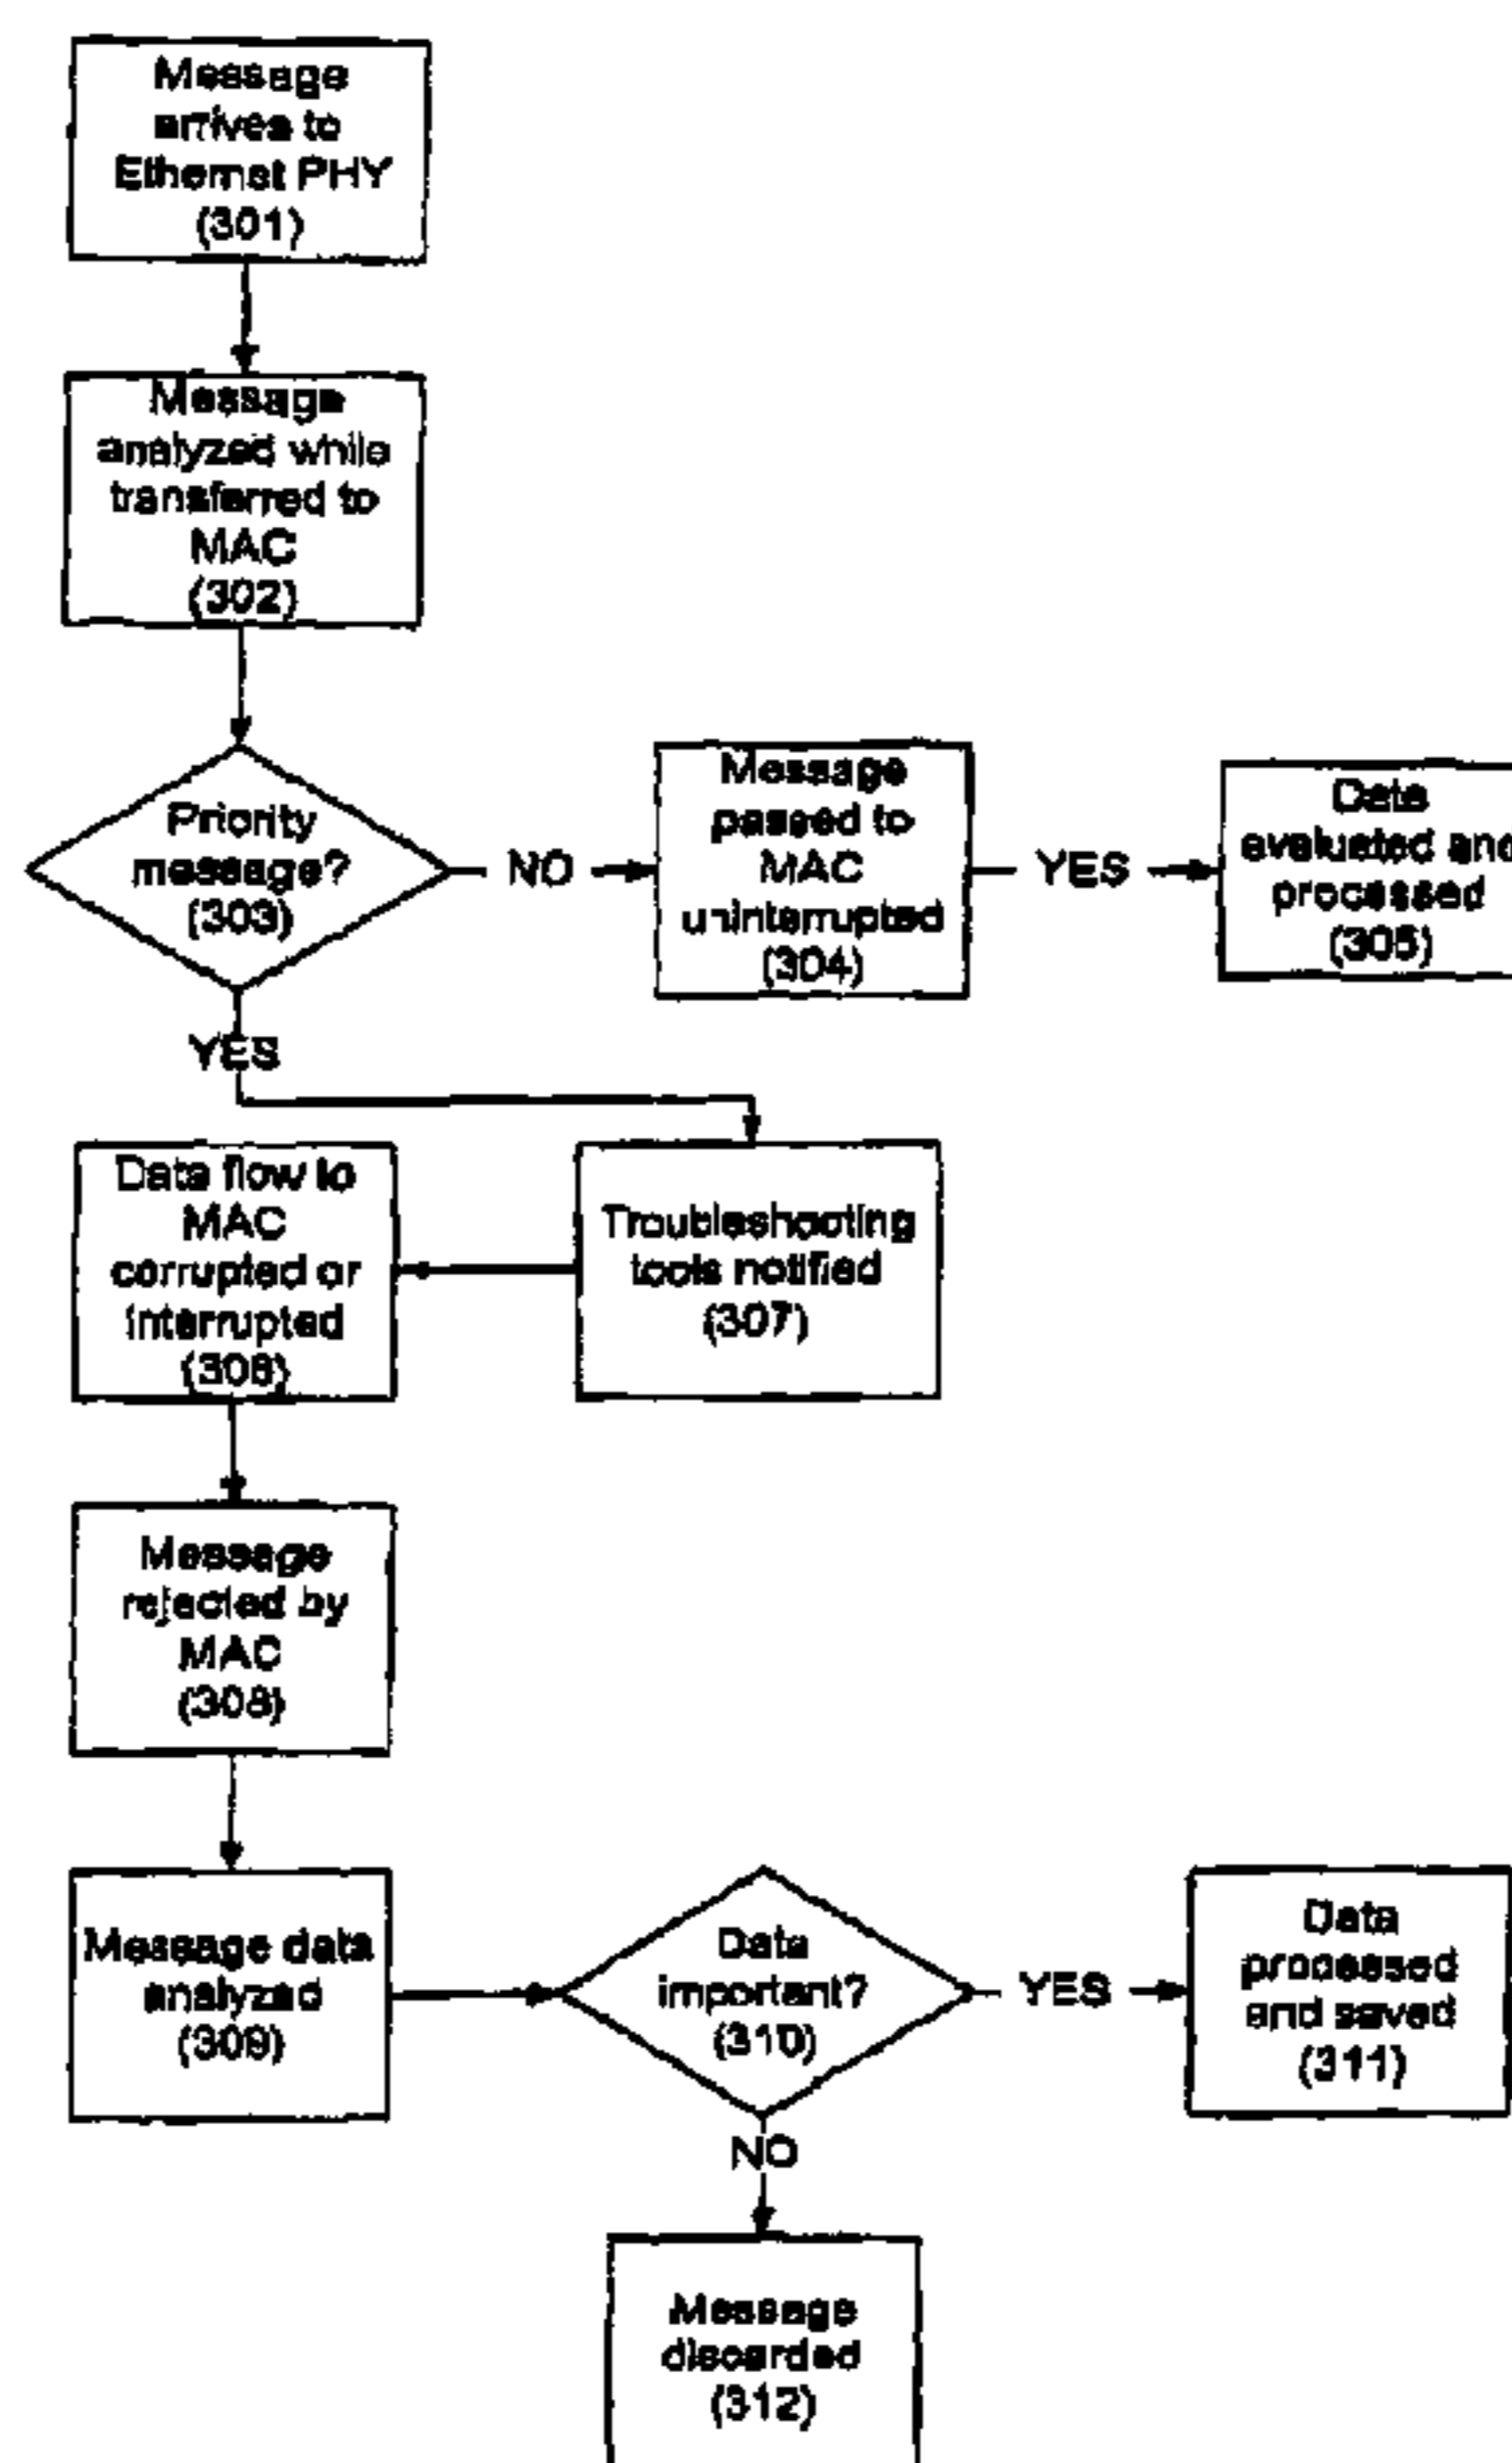 Message
arrives to
Ethernet PHY
(301)
Message
analyzed while
transferred to
MAC
(302)
Priority
message?
(303)
NO
Message
passed to
MAC
uninterrupted
(304)
YES
Data
evaluated and
processed
(305)
YES
Data flow to
MAC
corrupted or
interrupted
(306)
Troubleshooting
tools notified
(307)
Message
rejected by
MAC
(308)
Message data
analyzed
(309)
Data
important?
(310)
YES
Data
processed
and saved
(311)
NO
Message
discarded
(312)